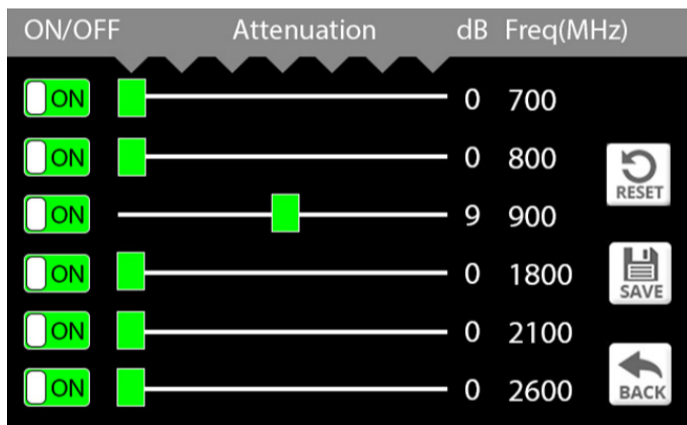 ON/OFF Attenuation dB Freq(MHz)
ON 0 700
ON 0 800
RESET
ON 9 900
ON 0 1800
SAVE
ON 0 2100
ON 0 2600
BACK